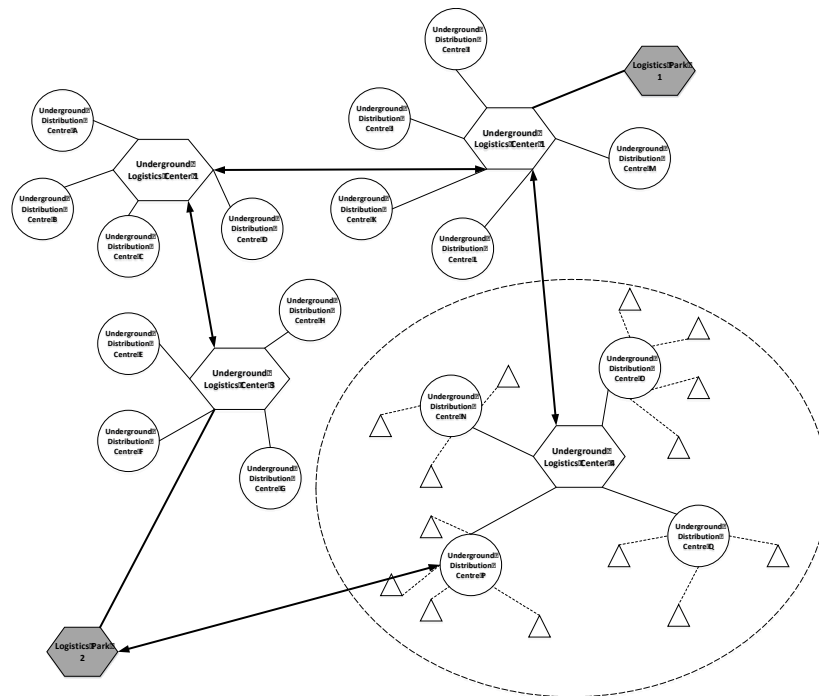 Underground
Distribution
Centre I
Logistics Park
1
Underground
Distribution
Centre A
Underground
Distribution
Centre J
Underground
Logistics Center 1
Underground
Distribution
Centre M
Underground
Logistics Center 1
Underground
Distribution
Centre B
Underground
Distribution
Centre K
Underground
Distribution
Centre C
Underground
Distribution
Centre D
Underground
Distribution
Centre L
Underground
Distribution
Centre H
Underground
Distribution
Centre E
Underground
Logistics Center 3
Underground
Distribution
Centre O
Underground
Distribution
Centre N
Underground
Distribution
Centre F
Underground
Logistics Center 4
Underground
Distribution
Centre G
Underground
Distribution
Centre Q
Underground
Distribution
Centre P
Logistics Park
2